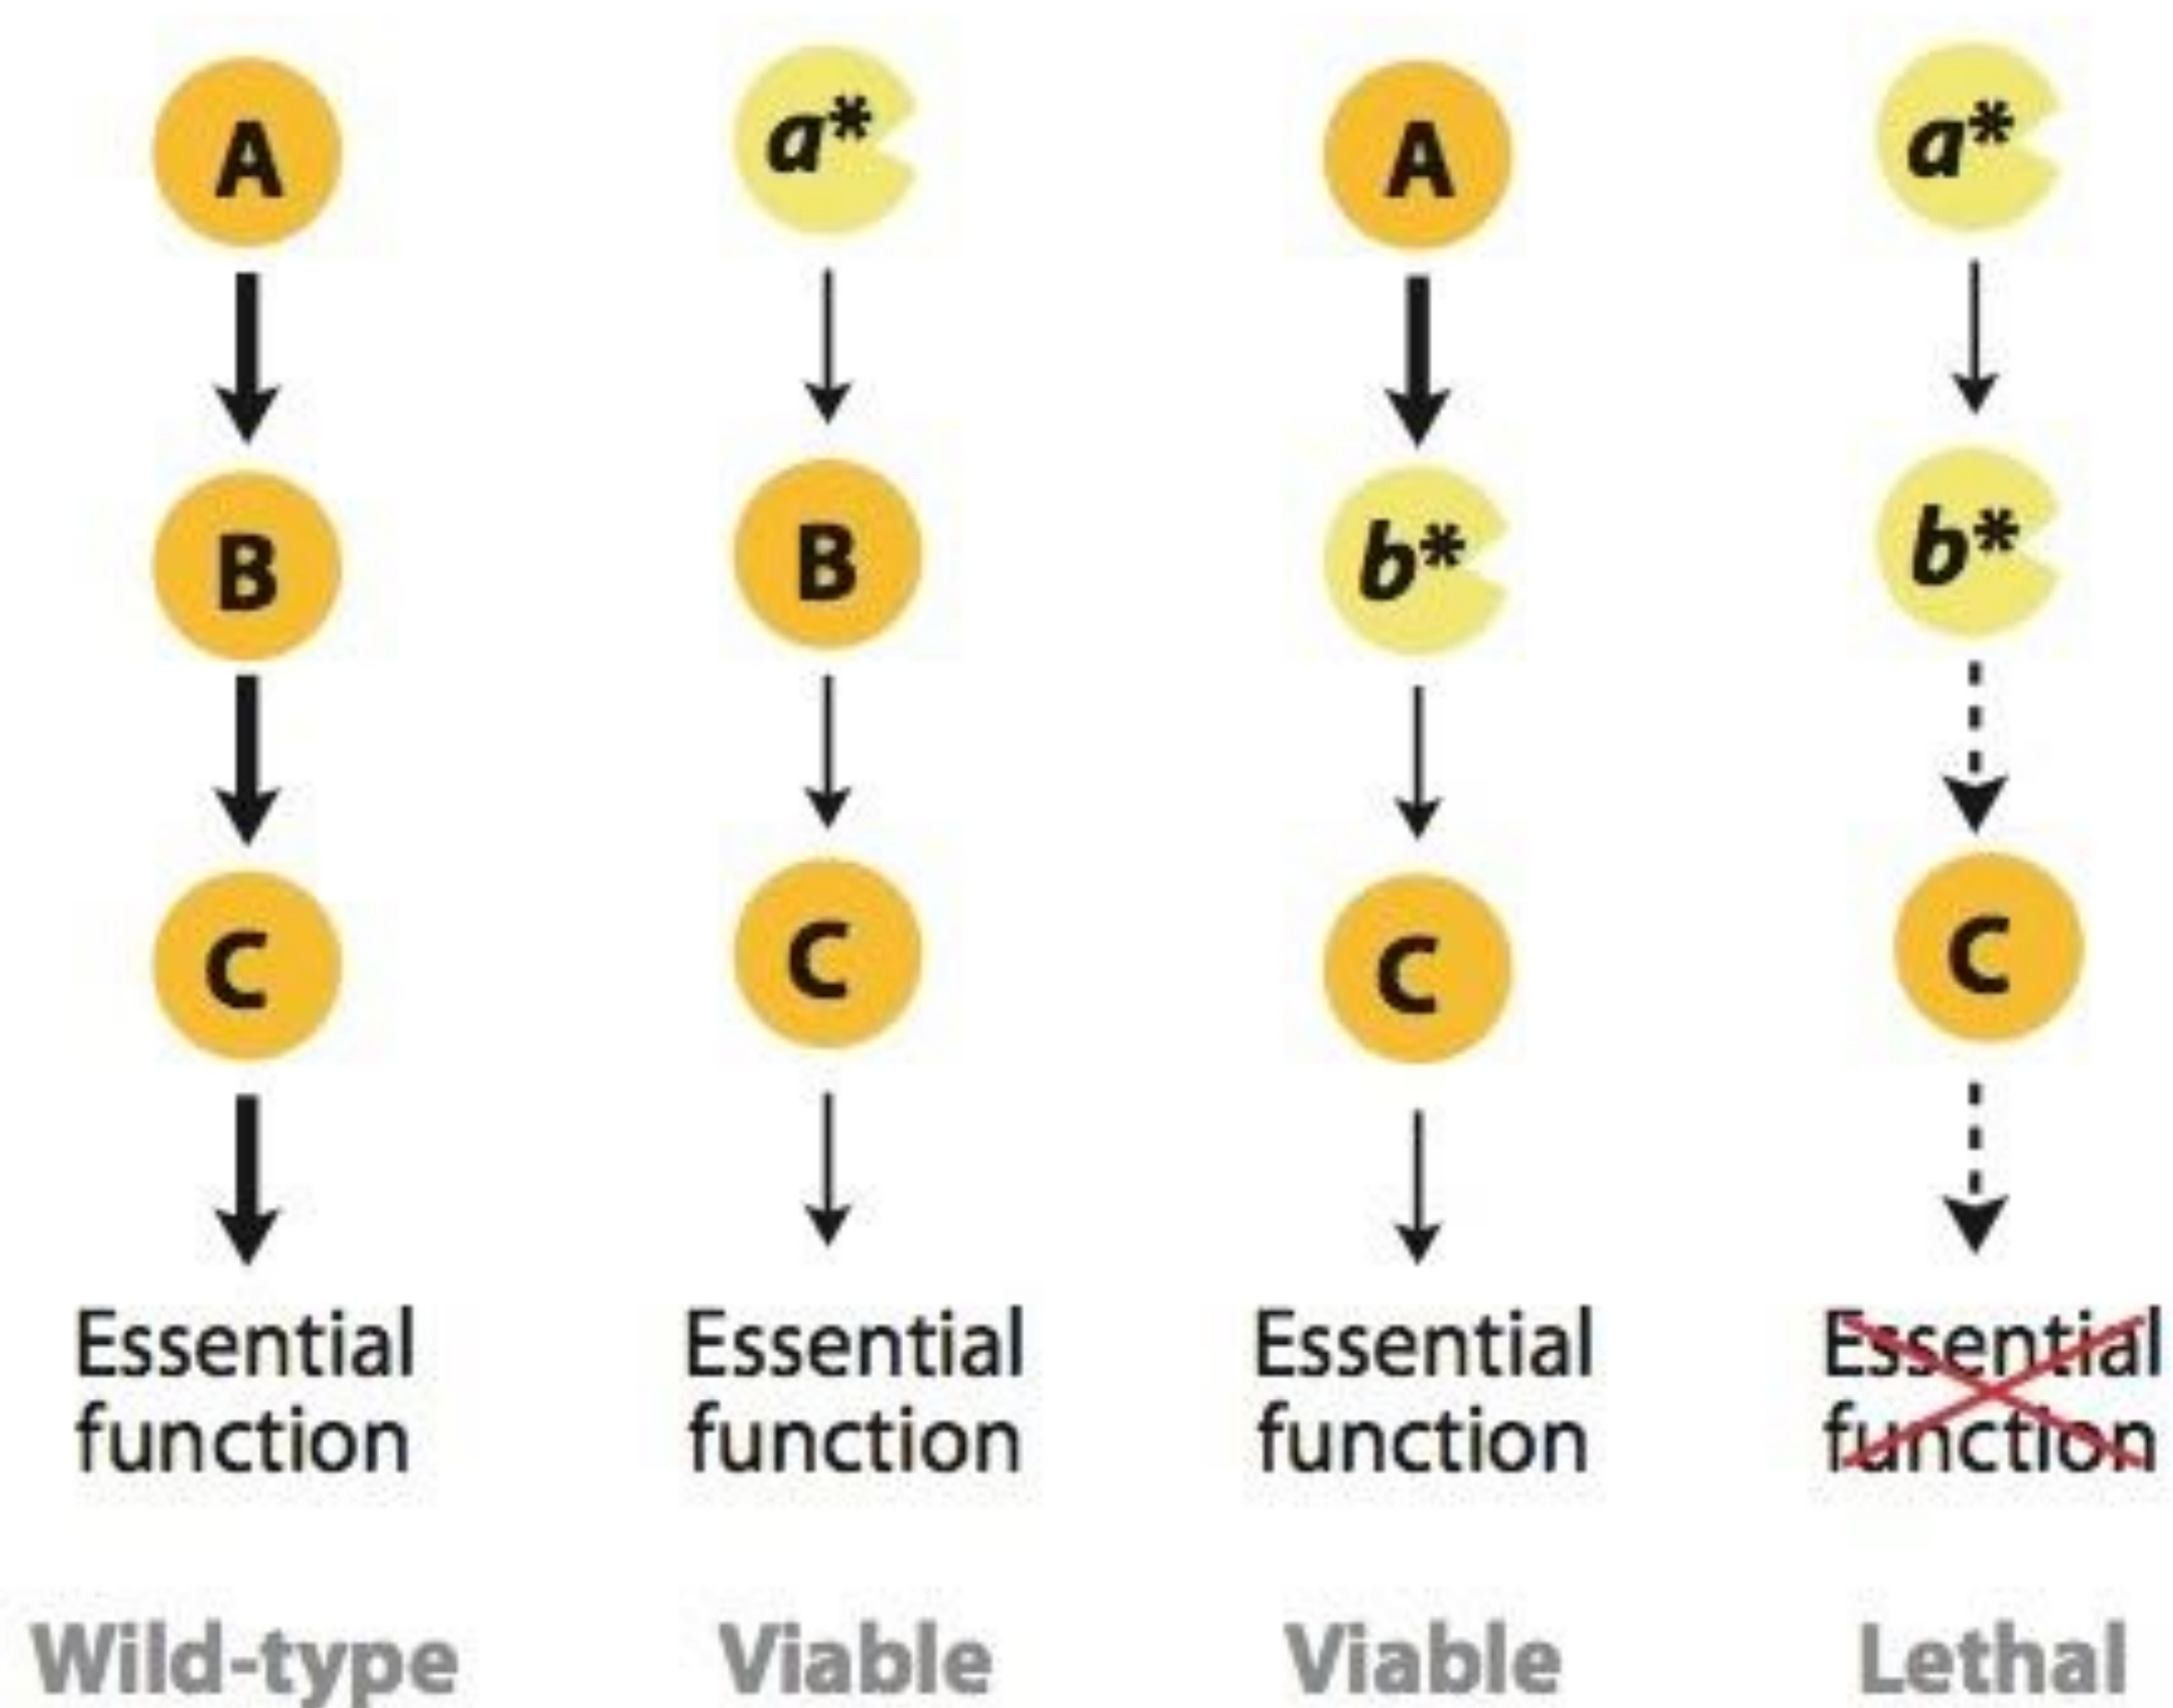 A a* A a*
B B b* b*
C C C C
Essential Essential Essential Essential
function function function function
Wild-type Viable Viable Lethal